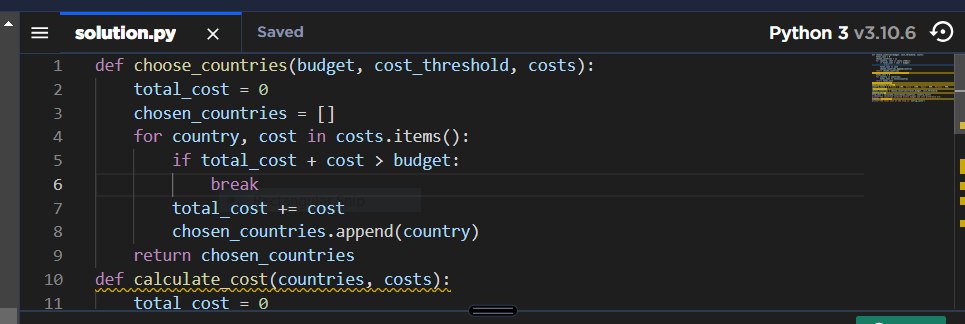 solution.py × Saved Python 3 v3.10.6
1 def choose_countries(budget, cost_threshold, costs):
2 total_cost = 0
3 chosen_countries = []
4 for country, cost in costs.items():
5 if total_cost + cost > budget:
6 break
7 total_cost += cost
8 chosen_countries.append(country)
9 return chosen_countries
10 def calculate_cost(countries, costs):
11 total_cost = 0